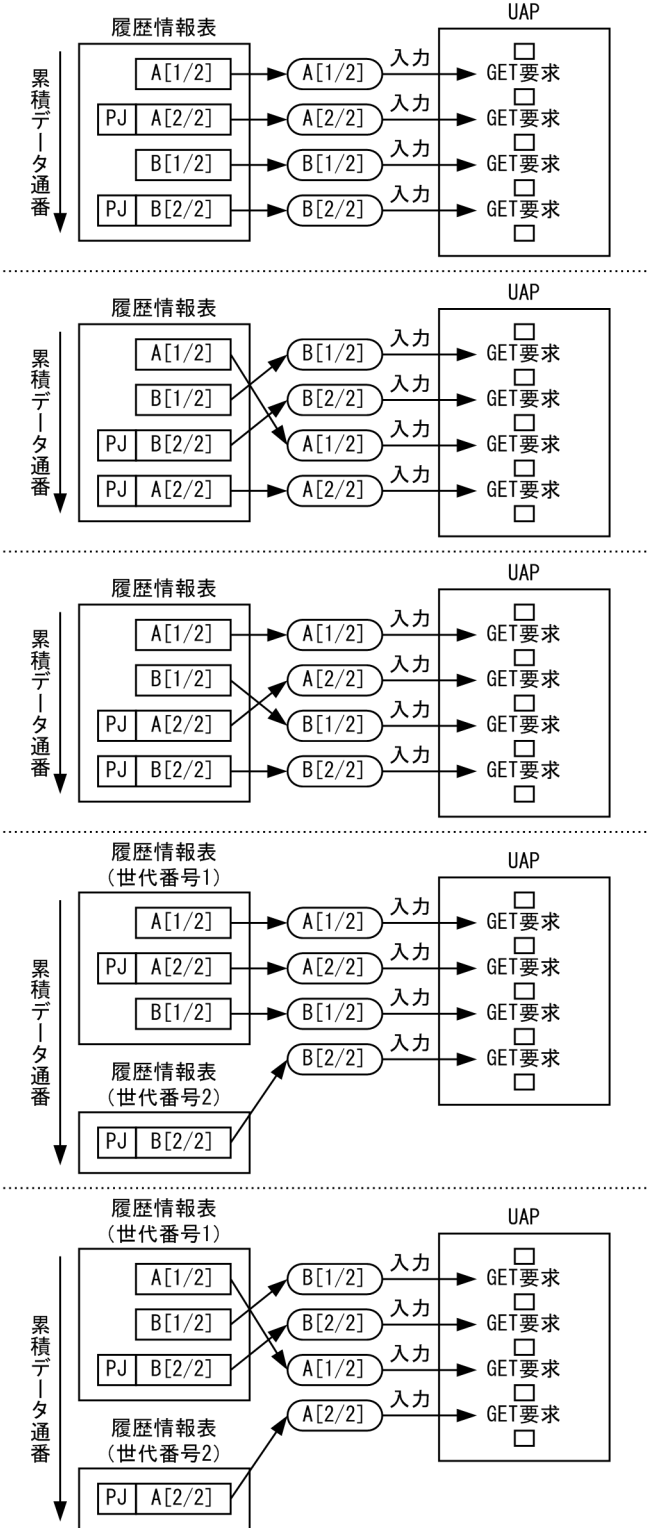 履歴情報表
UAP
累積データ通番
A[1/2]
A[1/2]
入力
GET要求
PJ
A[2/2]
A[2/2]
入力
GET要求
B[1/2]
B[1/2]
入力
GET要求
PJ
B[2/2]
B[2/2]
入力
GET要求
履歴情報表
UAP
累積データ通番
A[1/2]
B[1/2]
入力
GET要求
B[1/2]
B[2/2]
入力
GET要求
PJ
B[2/2]
A[1/2]
入力
GET要求
PJ
A[2/2]
A[2/2]
入力
GET要求
履歴情報表
UAP
累積データ通番
A[1/2]
A[1/2]
入力
GET要求
B[1/2]
A[2/2]
入力
GET要求
PJ
A[2/2]
B[1/2]
入力
GET要求
PJ
B[2/2]
B[2/2]
入力
GET要求
履歴情報表
(世代番号1)
UAP
累積データ通番
A[1/2]
A[1/2]
入力
GET要求
PJ
A[2/2]
A[2/2]
入力
GET要求
B[1/2]
B[1/2]
入力
GET要求
B[2/2]
入力
GET要求
履歴情報表
(世代番号2)
PJ
B[2/2]
履歴情報表
(世代番号1)
UAP
累積データ通番
A[1/2]
B[1/2]
入力
GET要求
B[1/2]
B[2/2]
入力
GET要求
PJ
B[2/2]
A[1/2]
入力
GET要求
A[2/2]
入力
GET要求
履歴情報表
(世代番号2)
PJ
A[2/2]